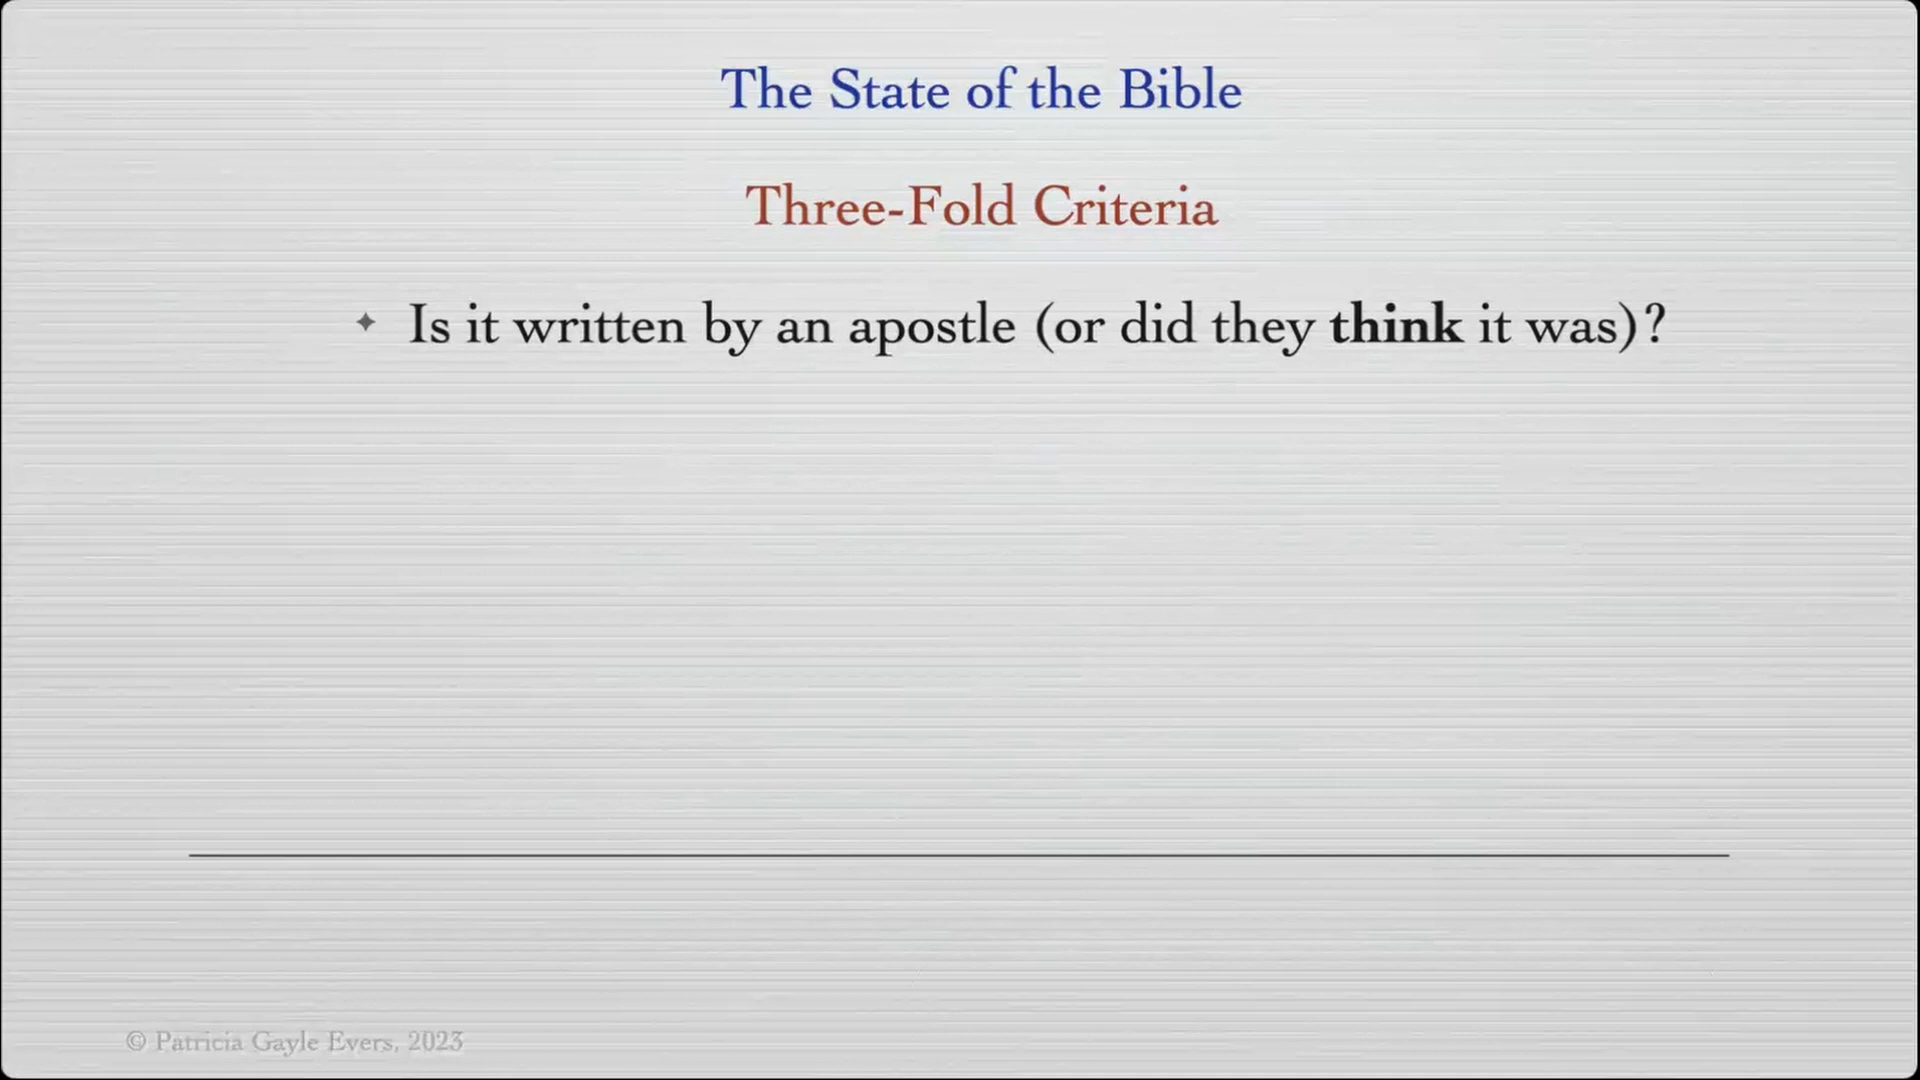 The State of the Bible
Three-Fold Criteria
✦ Is it written by an apostle (or did they think it was)?
© Patricia Gayle Evers, 2023